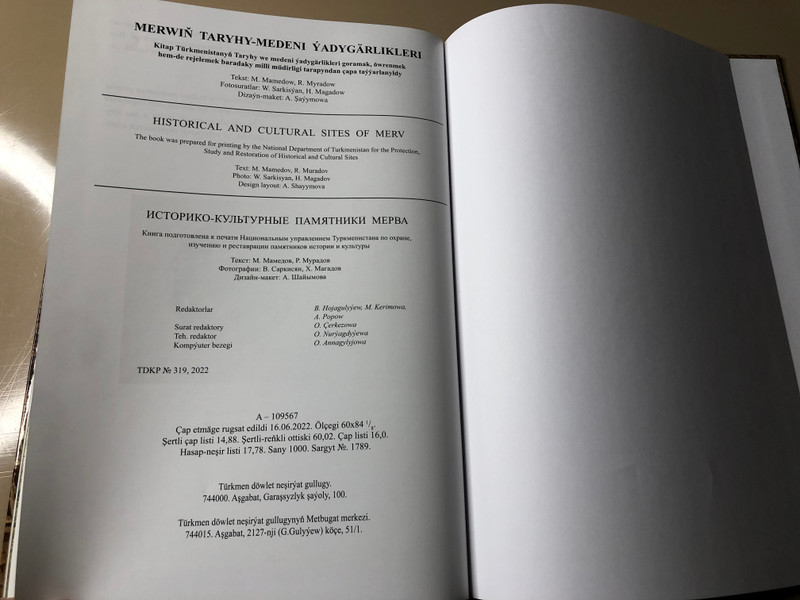 MERWIŇ TARYHY-MEDENI ÝADYGÄRLIKLERI
Kitap Türkmenistanyň Taryhy we medeni ýadygärlikleri goramak, öwrenmek
hem-de rejelemek baradaky milli müdirligi tarapyndan çapa taýýarlanyldy
Tekst: M. Mamedow, R. Myradow
Fotosuratlar: W. Sarkisýan, H. Magadow
Dizaýn-maket: A. Şaýymowa
HISTORICAL AND CULTURAL SITES OF MERV
The book was prepared for printing by the National Department of Turkmenistan for the Protection,
Study and Restoration of Historical and Cultural Sites
Text: M. Mamedov, R. Muradov
Photo: W. Sarkisyan, H. Magadov
Design layout: A. Shayymova
ИСТОРИКО-КУЛЬТУРНЫЕ ПАМЯТНИКИ МЕРВА
Книга подготовлена к печати Национальным управлением Туркменистана по охране,
изучению и реставрации памятников истории и культуры
Текст: М. Мамедов, Р. Мурадов
Фотографии: В. Саркисян, Х. Магадов
Дизайн-макет: А. Шайымова
Redaktorlar B. Hojagulyýew, M. Kerimowa,
A. Popow
Surat redaktory O. Çerkezowa
Teh. redaktor O. Nurýagdyýewa
Kompýuter bezegi O. Annagylyjowa
TDKP № 319, 2022
A – 109567
Çap etmäge rugsat edildi 16.06.2022. Ölçegi 60x84 1/8.
Şertli çap listi 14,88. Şertli-reňkli ottiski 60,02. Çap listi 16,0.
Hasap-neşir listi 17,78. Sany 1000. Sargyt №. 1789.
Türkmen döwlet neşirýat gullugy.
744000. Aşgabat, Garaşsyzlyk şaýoly, 100.
Türkmen döwlet neşirýat gullugynyň Metbugat merkezi.
744015. Aşgabat, 2127-nji (G.Gulyýew) köçe, 51/1.